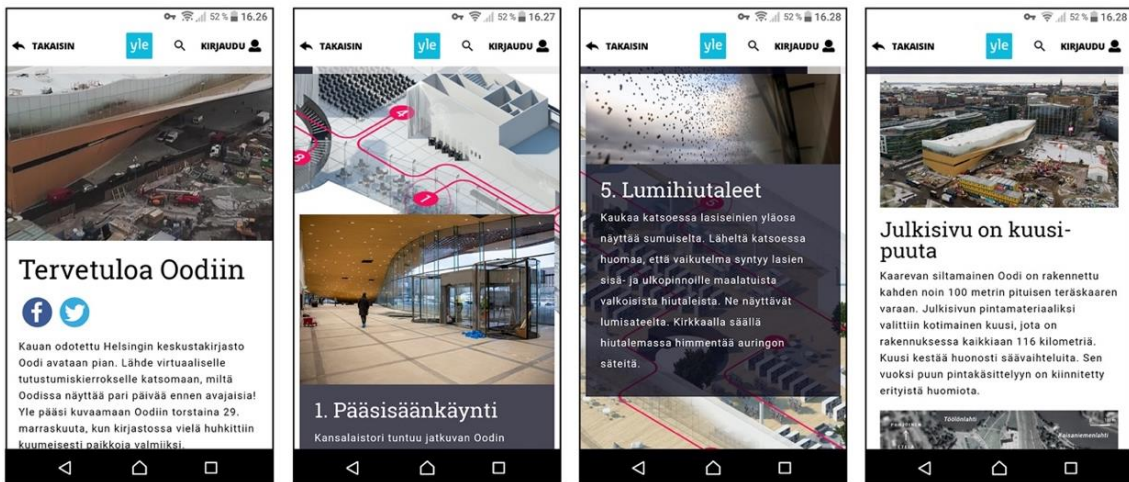 52 % 16.26
TAKAISIN yle KIRJAUDU
Tervetuloa Oodiin
f
Kauan odotettu Helsingin keskustakirjasto
Oodi avataan pian. Lähde virtuaaliselle
tutustumiskierrokselle katsomaan, miltä
Oodissa näyttää pari päivää ennen avajaisia!
Yle pääsi kuvaamaan Oodiin torstaina 29.
marraskuuta, kun kirjastossa vielä huhkittiin
kuumeisesti paikkoja valmiiksi.
52 % 16.27
TAKAISIN yle KIRJAUDU
4
3
1
1. Pääsisäänkäynti
Kansalaistori tuntuu jatkuvan Oodin
52 % 16.28
TAKAISIN yle KIRJAUDU
5. Lumihiutaleet
Kaukaa katsoessa lasiseinien yläosa
näyttää sumuiselta. Läheltä katsoessa
huomaa, että vaikutelma syntyy lasien
sisä- ja ulkopinnoille maalatuista
valkoisista hiutaleista. Ne näyttävät
lumisateelta. Kirkkaalla säällä
hiutalemassa himmentää auringon
säteitä.
52 % 16.28
TAKAISIN yle KIRJAUDU
Julkisivu on kuusi-
puuta
Kaarevan siltamainen Oodi on rakennettu
kahden noin 100 metrin pituisen teräskaaren
varaan. Julkisivun pintamateriaaliksi
valittiin kotimainen kuusi, jota on
rakennuksessa kaikkiaan 116 kilometriä.
Kuusi kestää huonosti säävaihteluita. Sen
vuoksi puun pintakäsittelyyn on kiinnitetty
erityistä huomiota.
Töölönlahti
Kaisaniemenlahti